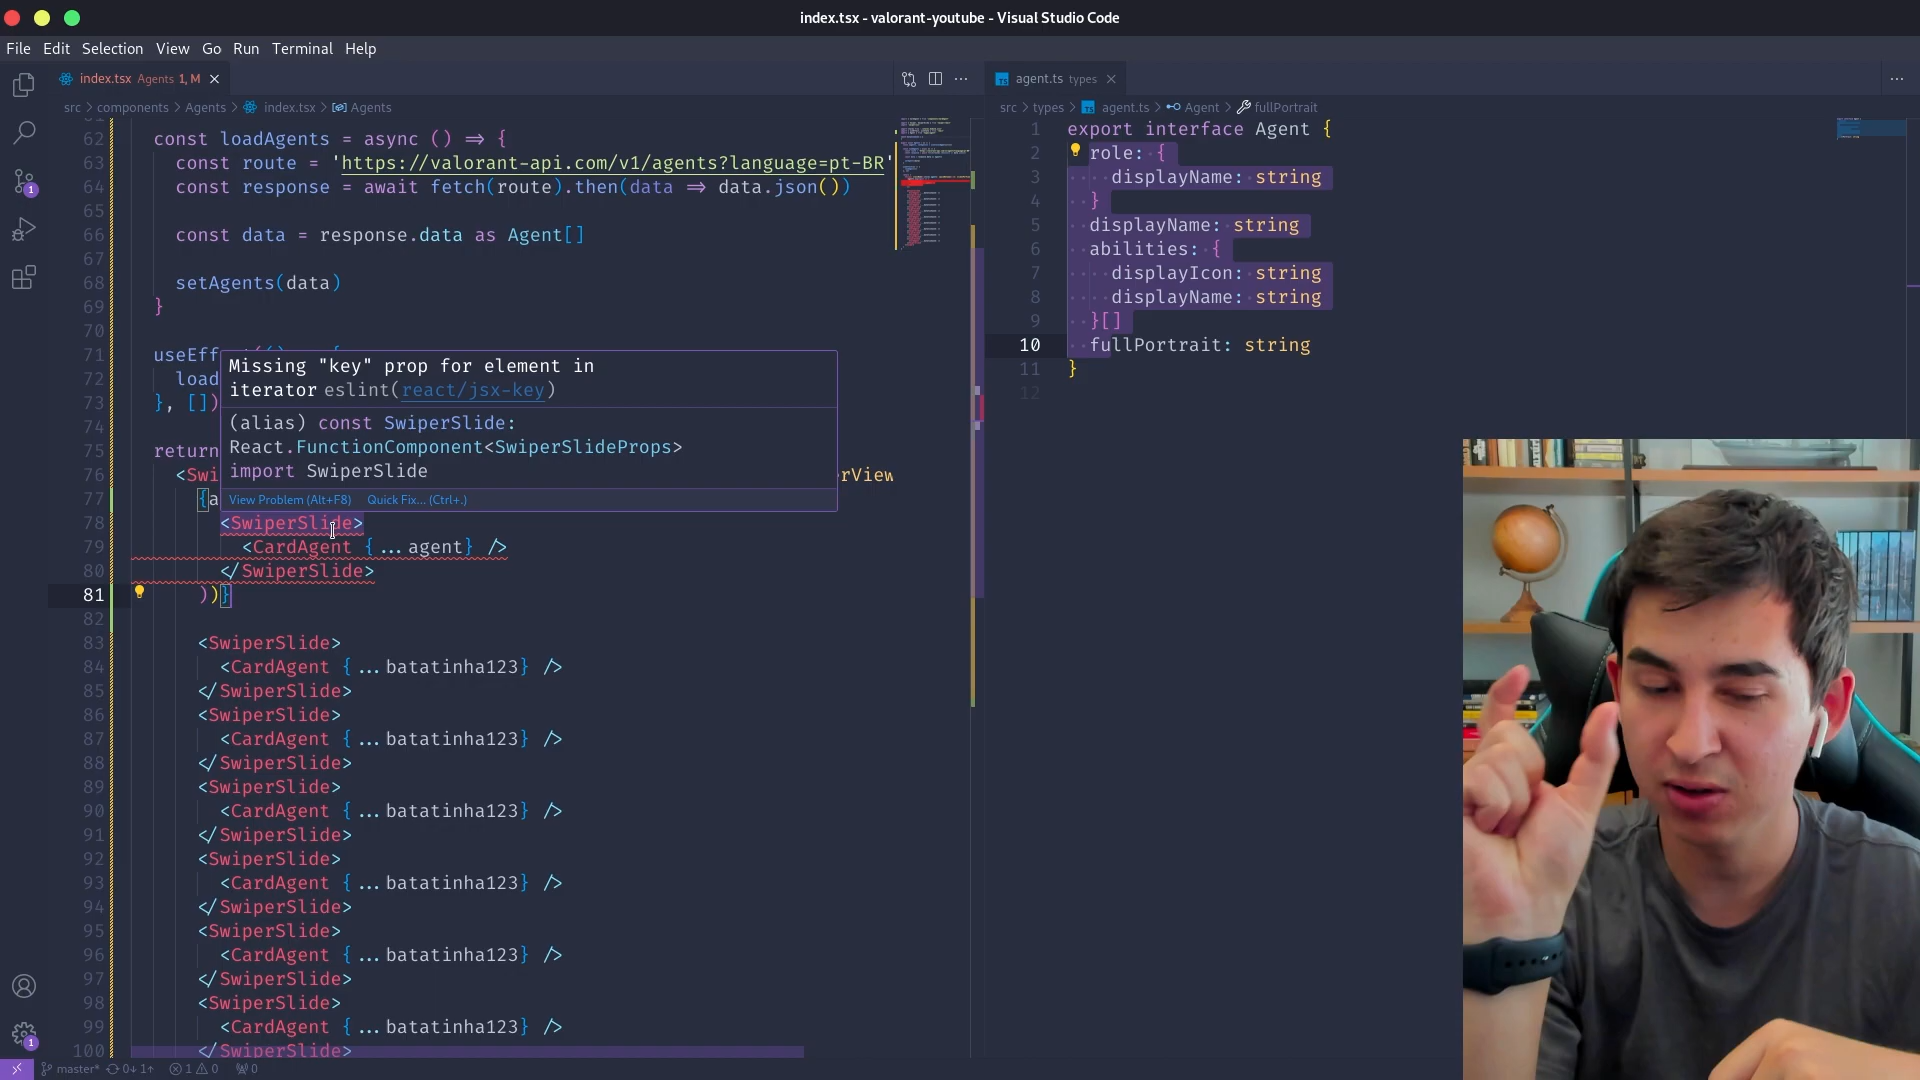 index.tsx - valorant-youtube - Visual Studio Code
File Edit Selection View Go Run Terminal Help
index.tsx Agents 1, M
src > components > Agents > index.tsx > Agents
62 const loadAgents = async () => {
63 const route = 'https://valorant-api.com/v1/agents?language=pt-BR'
64 const response = await fetch(route).then(data => data.json())
65
66 const data = response.data as Agent[]
67
68 setAgents(data)
69 }
70
71 useEff
72 load
73 }, [])
74
75 return
Missing "key" prop for element in
iterator eslint(react/jsx-key)
(alias) const SwiperSlide:
React.FunctionComponent<SwiperSlideProps>
import SwiperSlide
View Problem (Alt+F8) Quick Fix... (Ctrl+.)
76 <Swi rView
77 {a
78 <SwiperSlide>
79 <CardAgent {...agent} />
80 </SwiperSlide>
81 ))}
82
83 <SwiperSlide>
84 <CardAgent {...batatinha123} />
85 </SwiperSlide>
86 <SwiperSlide>
87 <CardAgent {...batatinha123} />
88 </SwiperSlide>
89 <SwiperSlide>
90 <CardAgent {...batatinha123} />
91 </SwiperSlide>
92 <SwiperSlide>
93 <CardAgent {...batatinha123} />
94 </SwiperSlide>
95 <SwiperSlide>
96 <CardAgent {...batatinha123} />
97 </SwiperSlide>
98 <SwiperSlide>
99 <CardAgent {...batatinha123} />
100 </SwiperSlide>
master* 0↓ 1↑ 1 0 0
TS agent.ts types
src > types > TS agent.ts > Agent > fullPortrait
1 export interface Agent {
2 role: {
3 displayName: string
4 }
5 displayName: string
6 abilities: {
7 displayIcon: string
8 displayName: string
9 }[]
10 fullPortrait: string
11 }
12
1
1